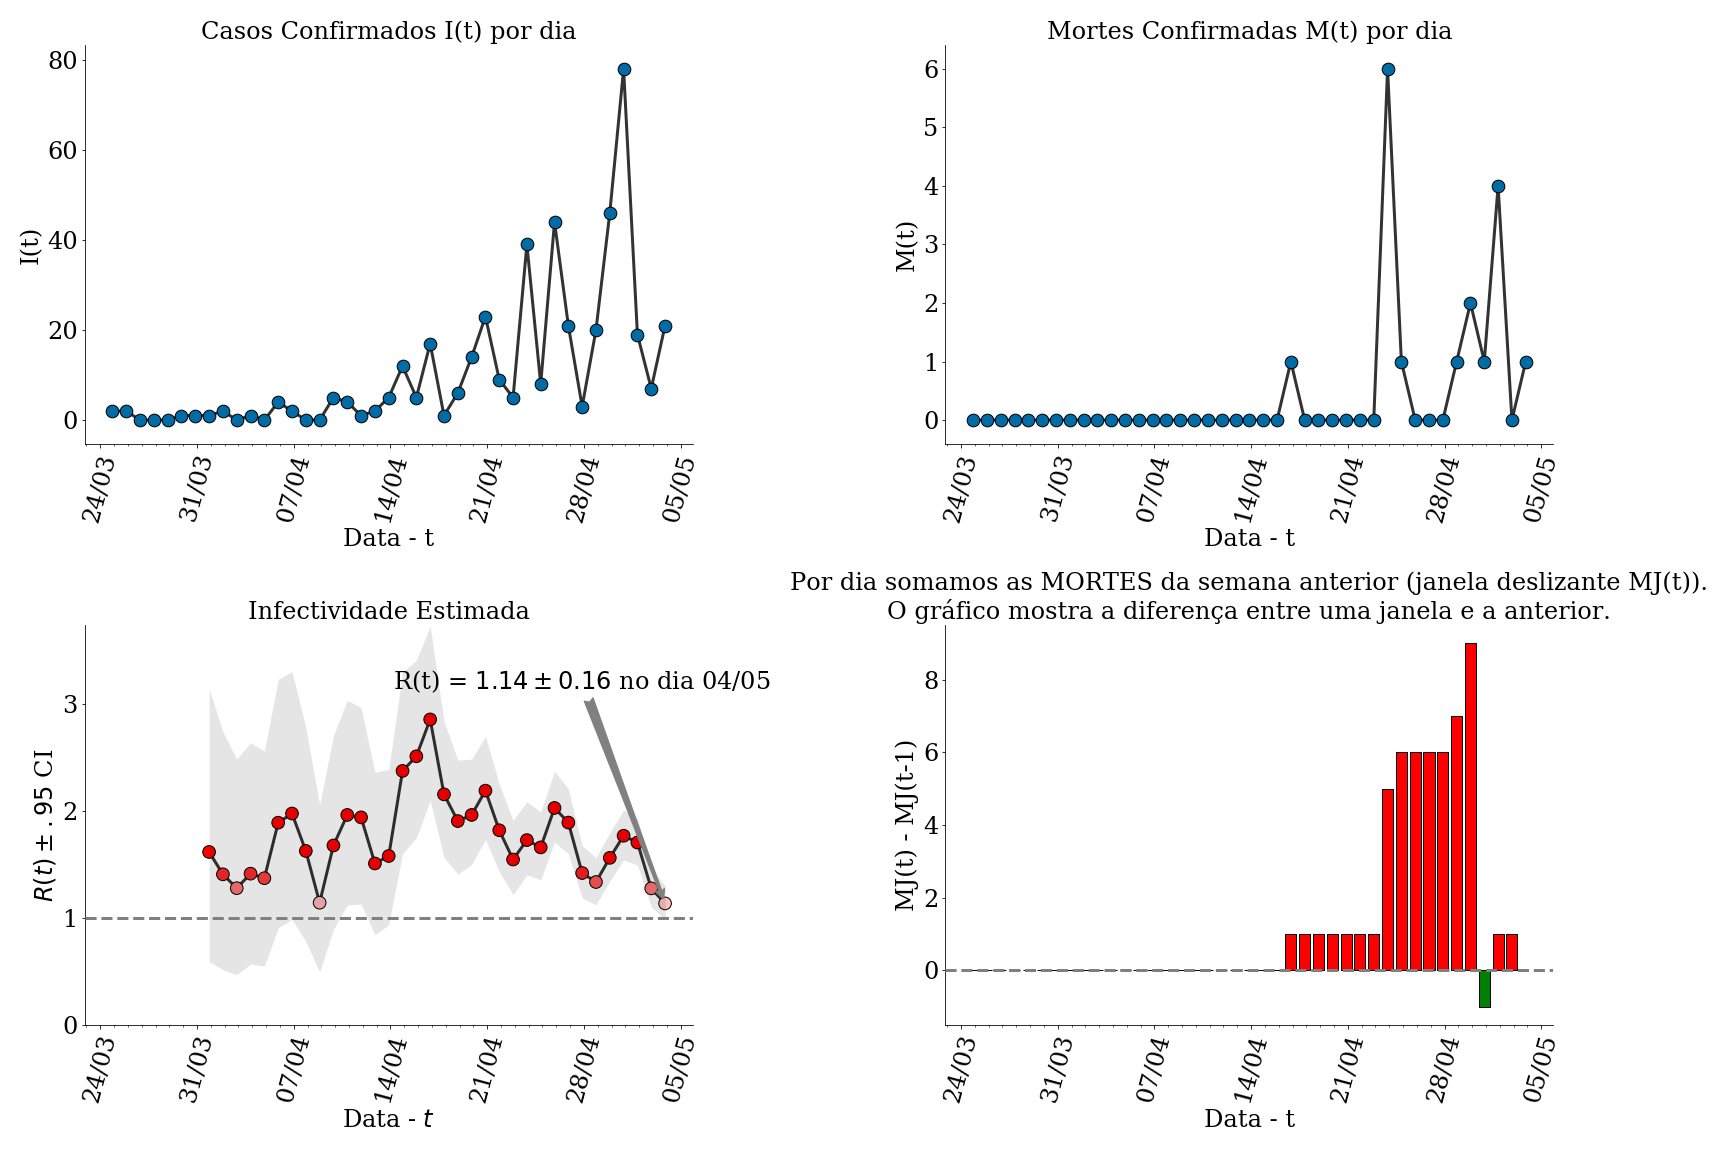 Casos Confirmados I(t) por dia
80
60
40
20
0
I(t)
24/03 31/03 07/04 14/04 21/04 28/04 05/05
Data - t
Mortes Confirmadas M(t) por dia
6
5
4
3
2
1
0
M(t)
24/03 31/03 07/04 14/04 21/04 28/04 05/05
Data - t
Infectividade Estimada
R(t) = 1.14 ± 0.16 no dia 04/05
3
2
1
0
R(t) ± .95 CI
24/03 31/03 07/04 14/04 21/04 28/04 05/05
Data - t
Por dia somamos as MORTES da semana anterior (janela deslizante MJ(t)).
O gráfico mostra a diferença entre uma janela e a anterior.
8
6
4
2
0
MJ(t) - MJ(t-1)
24/03 31/03 07/04 14/04 21/04 28/04 05/05
Data - t